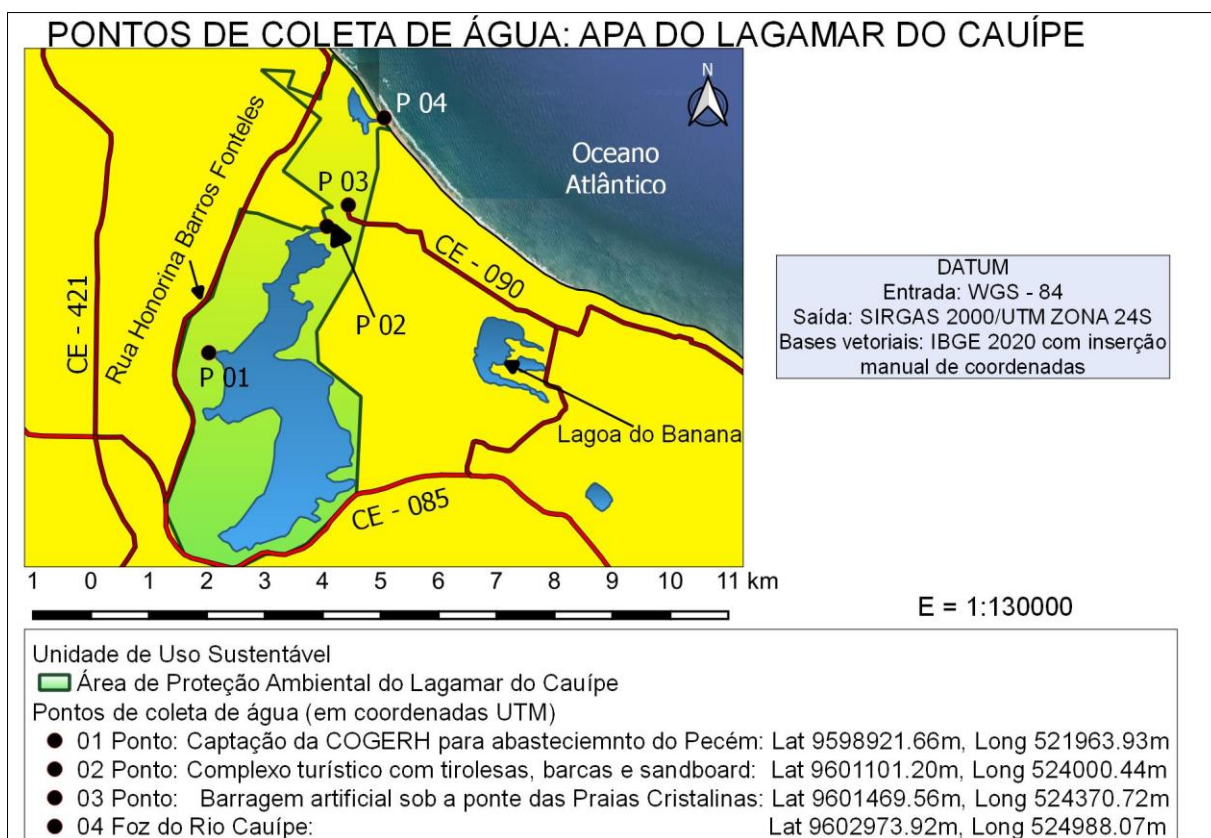 PONTOS DE COLETA DE ÁGUA: APA DO LAGAMAR DO CAUÍPE
N
P 04
Oceano
Atlântico
P 03
Rua Honorina Barros Fonteles
CE - 090
CE - 421
P 02
P 01
Lagoa do Banana
CE - 085
DATUM
Entrada: WGS - 84
Saída: SIRGAS 2000/UTM ZONA 24S
Bases vetoriais: IBGE 2020 com inserção
manual de coordenadas
1 0 1 2 3 4 5 6 7 8 9 10 11 km
E = 1:130000
Unidade de Uso Sustentável
Área de Proteção Ambiental do Lagamar do Cauípe
Pontos de coleta de água (em coordenadas UTM)
01 Ponto: Captação da COGERH para abasteciemnto do Pecém: Lat 9598921.66m, Long 521963.93m
02 Ponto: Complexo turístico com tirolesas, barcas e sandboard: Lat 9601101.20m, Long 524000.44m
03 Ponto: Barragem artificial sob a ponte das Praias Cristalinas: Lat 9601469.56m, Long 524370.72m
04 Foz do Rio Cauípe: Lat 9602973.92m, Long 524988.07m